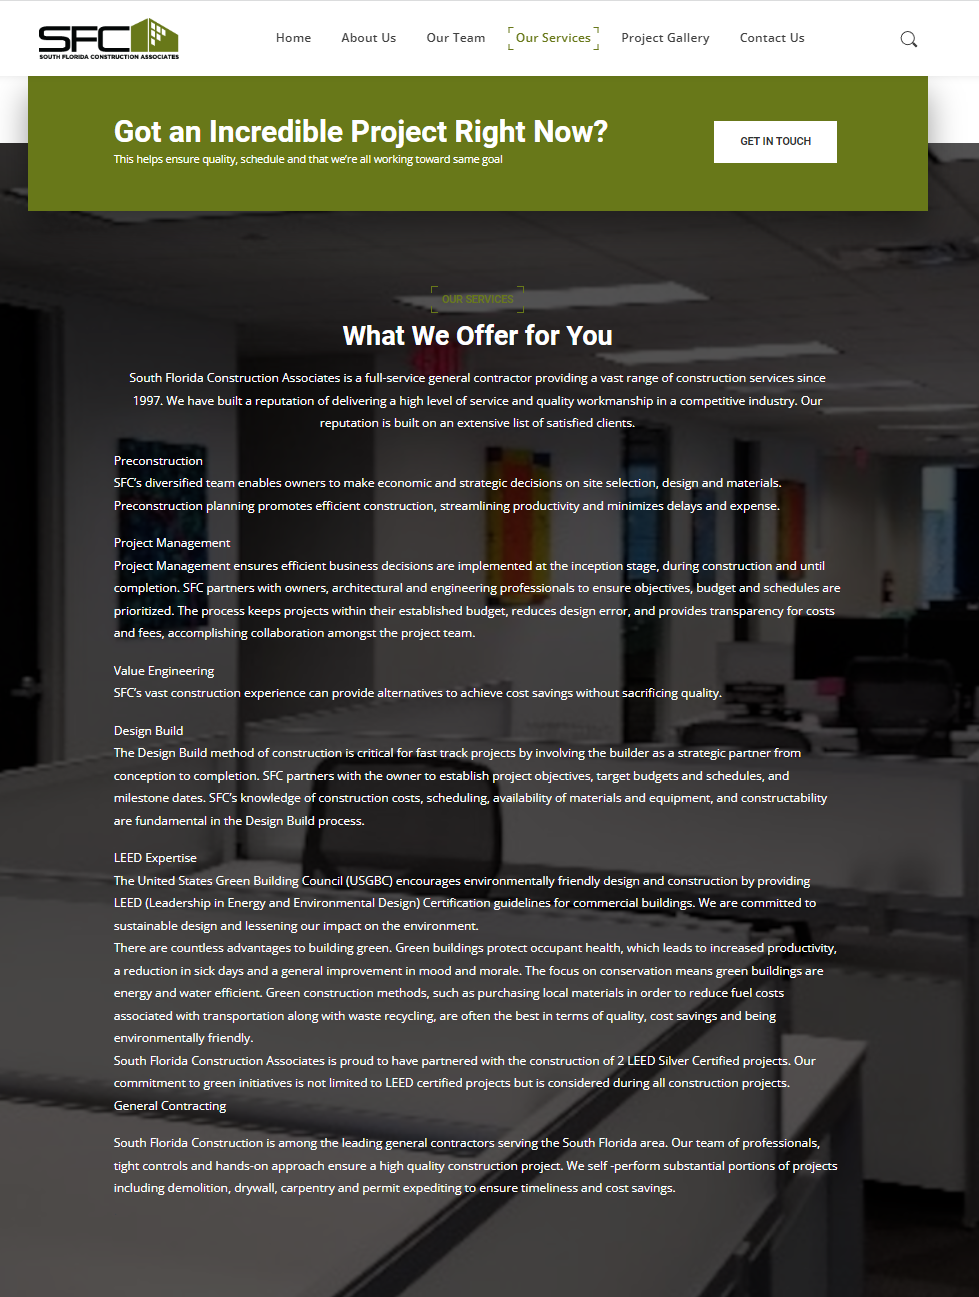 SFC
SOUTH FLORIDA CONSTRUCTION ASSOCIATES
Home
About Us
Our Team
Our Services
Project Gallery
Contact Us
Got an Incredible Project Right Now?
This helps ensure quality, schedule and that we’re all working toward same goal
GET IN TOUCH
OUR SERVICES
What We Offer for You
South Florida Construction Associates is a full-service general contractor providing a vast range of construction services since
1997. We have built a reputation of delivering a high level of service and quality workmanship in a competitive industry. Our
reputation is built on an extensive list of satisfied clients.
Preconstruction
SFC’s diversified team enables owners to make economic and strategic decisions on site selection, design and materials.
Preconstruction planning promotes efficient construction, streamlining productivity and minimizes delays and expense.
Project Management
Project Management ensures efficient business decisions are implemented at the inception stage, during construction and until
completion. SFC partners with owners, architectural and engineering professionals to ensure objectives, budget and schedules are
prioritized. The process keeps projects within their established budget, reduces design error, and provides transparency for costs
and fees, accomplishing collaboration amongst the project team.
Value Engineering
SFC’s vast construction experience can provide alternatives to achieve cost savings without sacrificing quality.
Design Build
The Design Build method of construction is critical for fast track projects by involving the builder as a strategic partner from
conception to completion. SFC partners with the owner to establish project objectives, target budgets and schedules, and
milestone dates. SFC’s knowledge of construction costs, scheduling, availability of materials and equipment, and constructability
are fundamental in the Design Build process.
LEED Expertise
The United States Green Building Council (USGBC) encourages environmentally friendly design and construction by providing
LEED (Leadership in Energy and Environmental Design) Certification guidelines for commercial buildings. We are committed to
sustainable design and lessening our impact on the environment.
There are countless advantages to building green. Green buildings protect occupant health, which leads to increased productivity,
a reduction in sick days and a general improvement in mood and morale. The focus on conservation means green buildings are
energy and water efficient. Green construction methods, such as purchasing local materials in order to reduce fuel costs
associated with transportation along with waste recycling, are often the best in terms of quality, cost savings and being
environmentally friendly.
South Florida Construction Associates is proud to have partnered with the construction of 2 LEED Silver Certified projects. Our
commitment to green initiatives is not limited to LEED certified projects but is considered during all construction projects.
General Contracting
South Florida Construction is among the leading general contractors serving the South Florida area. Our team of professionals,
tight controls and hands-on approach ensure a high quality construction project. We self -perform substantial portions of projects
including demolition, drywall, carpentry and permit expediting to ensure timeliness and cost savings.